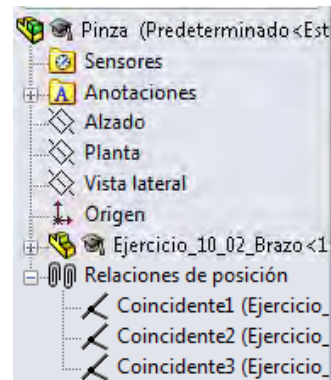 Pinza (Predeterminado<Est
Sensores
Anotaciones
Alzado
Planta
Vista lateral
Origen
Ejercicio_10_02_Brazo<1
Relaciones de posición
Coincidente1 (Ejercicio_
Coincidente2 (Ejercicio_
Coincidente3 (Ejercicio_